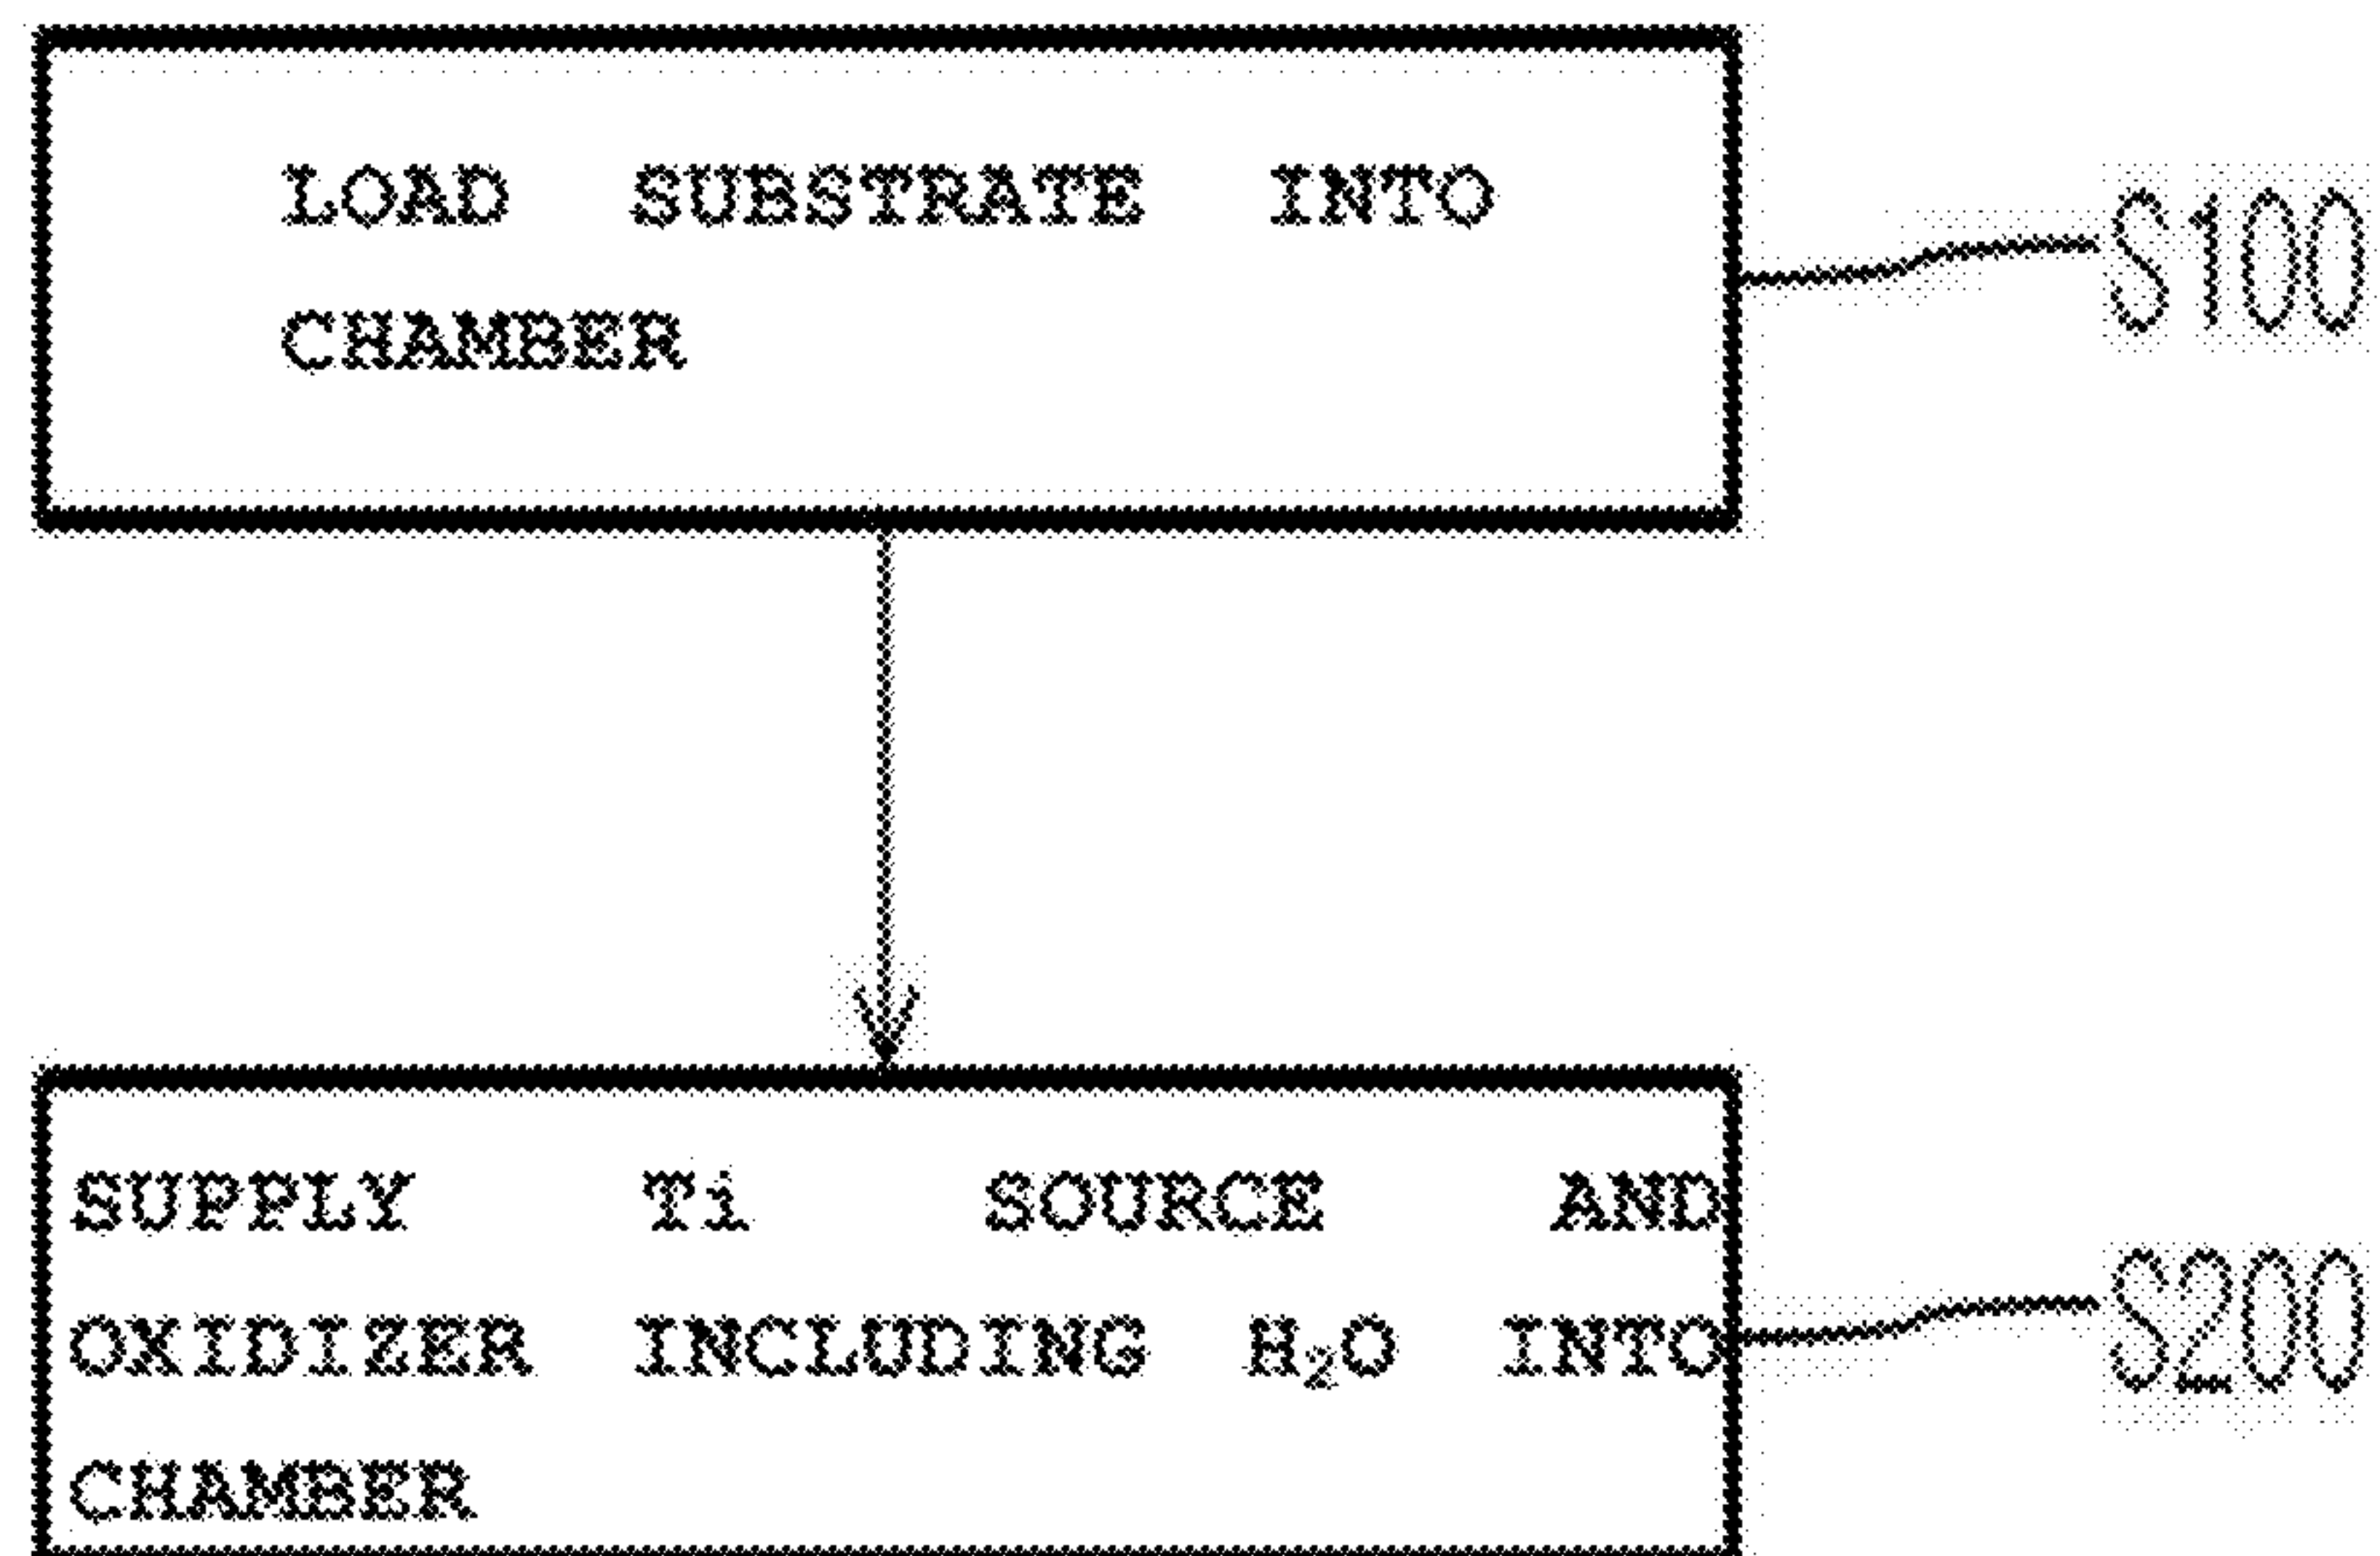 LOAD SUBSTRATE INTO
CHAMBER
S100
SUPPLY Ti SOURCE AND
OXIDIZER INCLUDING H₂O INTO
CHAMBER
S200